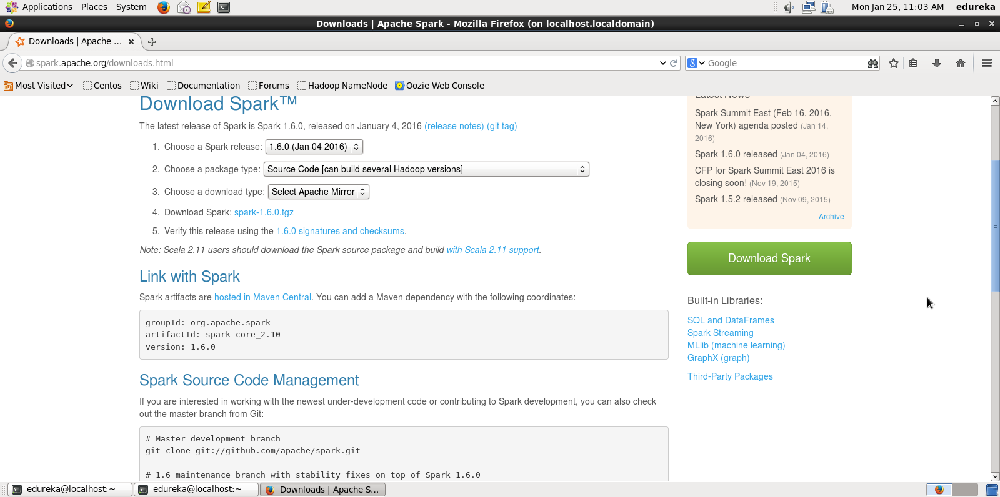 Applications Places System Mon Jan 25, 11:03 AM edureka
Downloads | Apache Spark - Mozilla Firefox (on localhost.localdomain)
Downloads | Apache ...
spark.apache.org/downloads.html Google
Most Visited Centos Wiki Documentation Forums Hadoop NameNode Oozie Web Console
Download Spark™
The latest release of Spark is Spark 1.6.0, released on January 4, 2016 (release notes) (git tag)
1. Choose a Spark release: 1.6.0 (Jan 04 2016)
2. Choose a package type: Source Code [can build several Hadoop versions]
3. Choose a download type: Select Apache Mirror
4. Download Spark: spark-1.6.0.tgz
5. Verify this release using the 1.6.0 signatures and checksums.
Note: Scala 2.11 users should download the Spark source package and build with Scala 2.11 support.
Link with Spark
Spark artifacts are hosted in Maven Central. You can add a Maven dependency with the following coordinates:
groupId: org.apache.spark
artifactId: spark-core_2.10
version: 1.6.0
Spark Source Code Management
If you are interested in working with the newest under-development code or contributing to Spark development, you can also check
out the master branch from Git:
# Master development branch
git clone git://github.com/apache/spark.git
# 1.6 maintenance branch with stability fixes on top of Spark 1.6.0
Latest News
Spark Summit East (Feb 16, 2016,
New York) agenda posted (Jan 14,
2016)
Spark 1.6.0 released (Jan 04, 2016)
CFP for Spark Summit East 2016 is
closing soon! (Nov 19, 2015)
Spark 1.5.2 released (Nov 09, 2015)
Archive
Download Spark
Built-in Libraries:
SQL and DataFrames
Spark Streaming
MLlib (machine learning)
GraphX (graph)
Third-Party Packages
edureka@localhost:~ edureka@localhost:~ Downloads | Apache S...